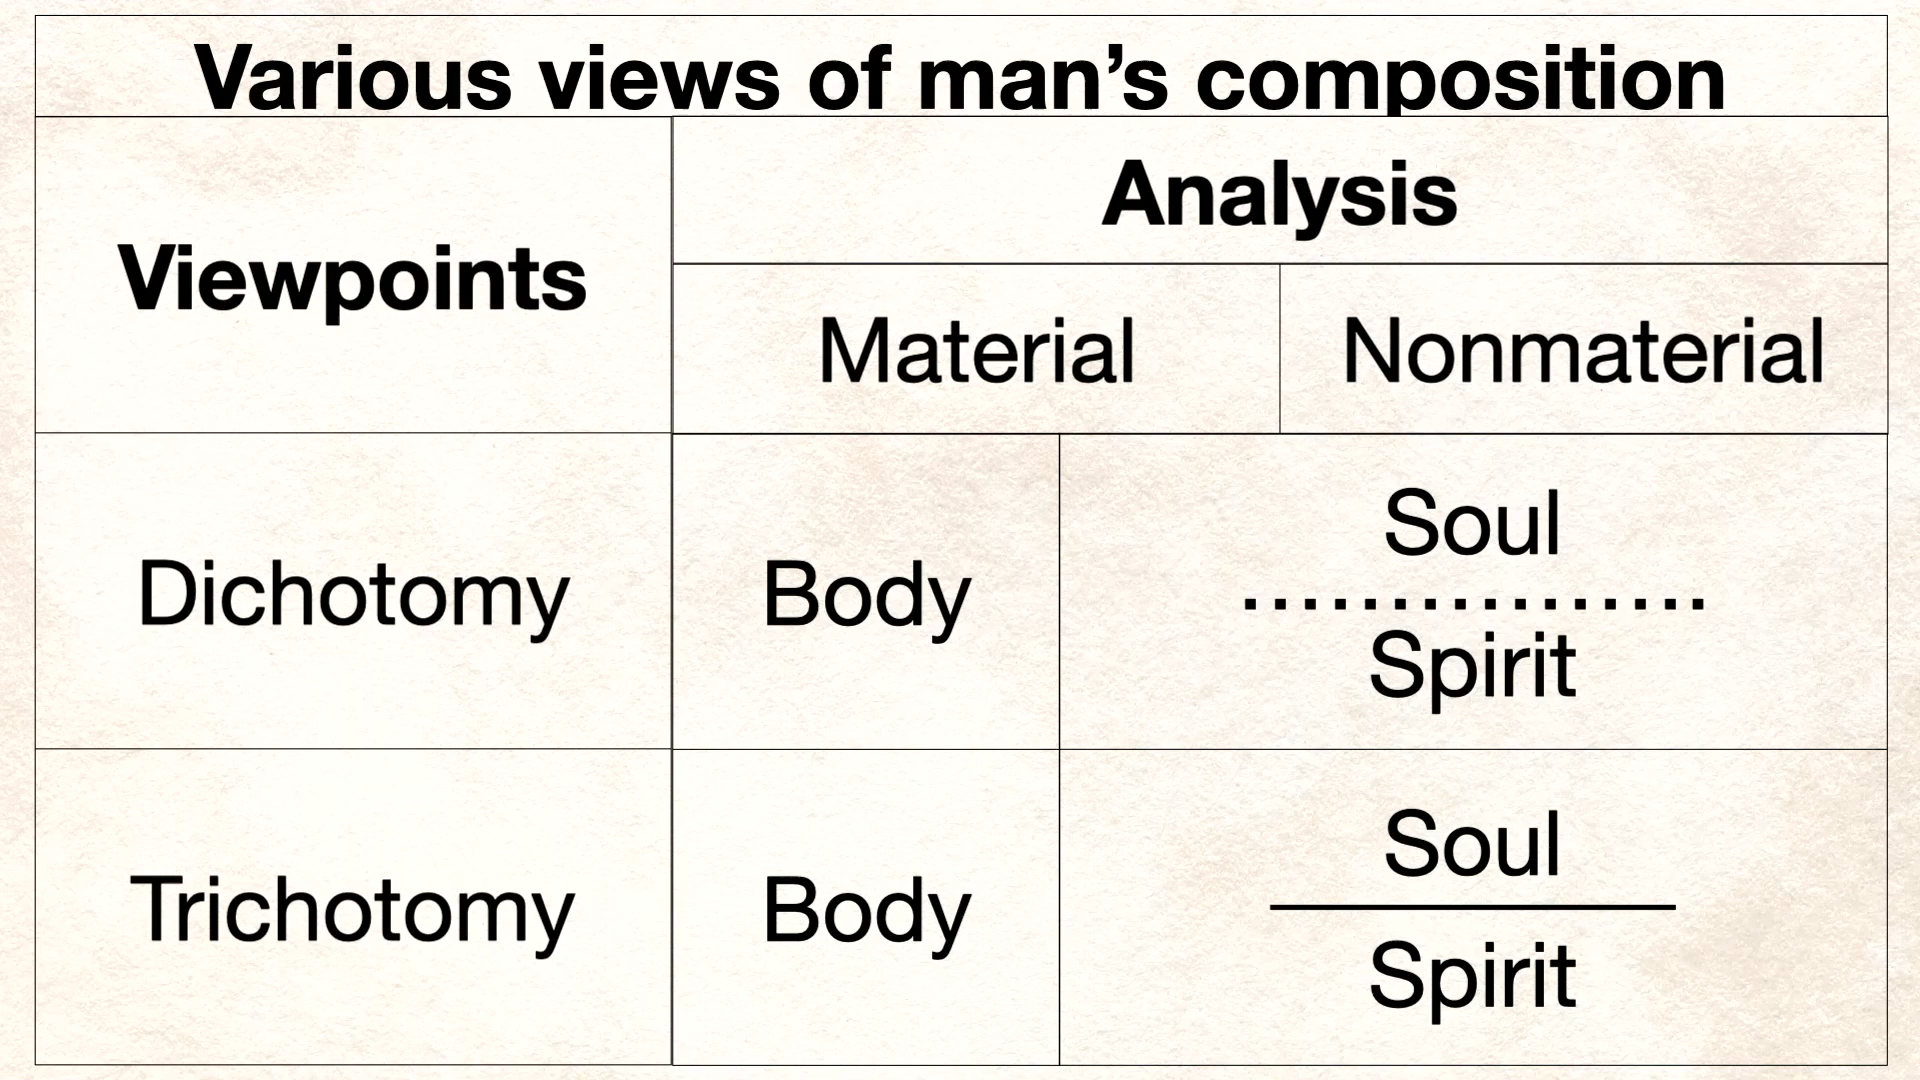 Various views of man’s composition
Viewpoints
Analysis
Material
Nonmaterial
Dichotomy
Body
Soul
Spirit
Trichotomy
Body
Soul
Spirit